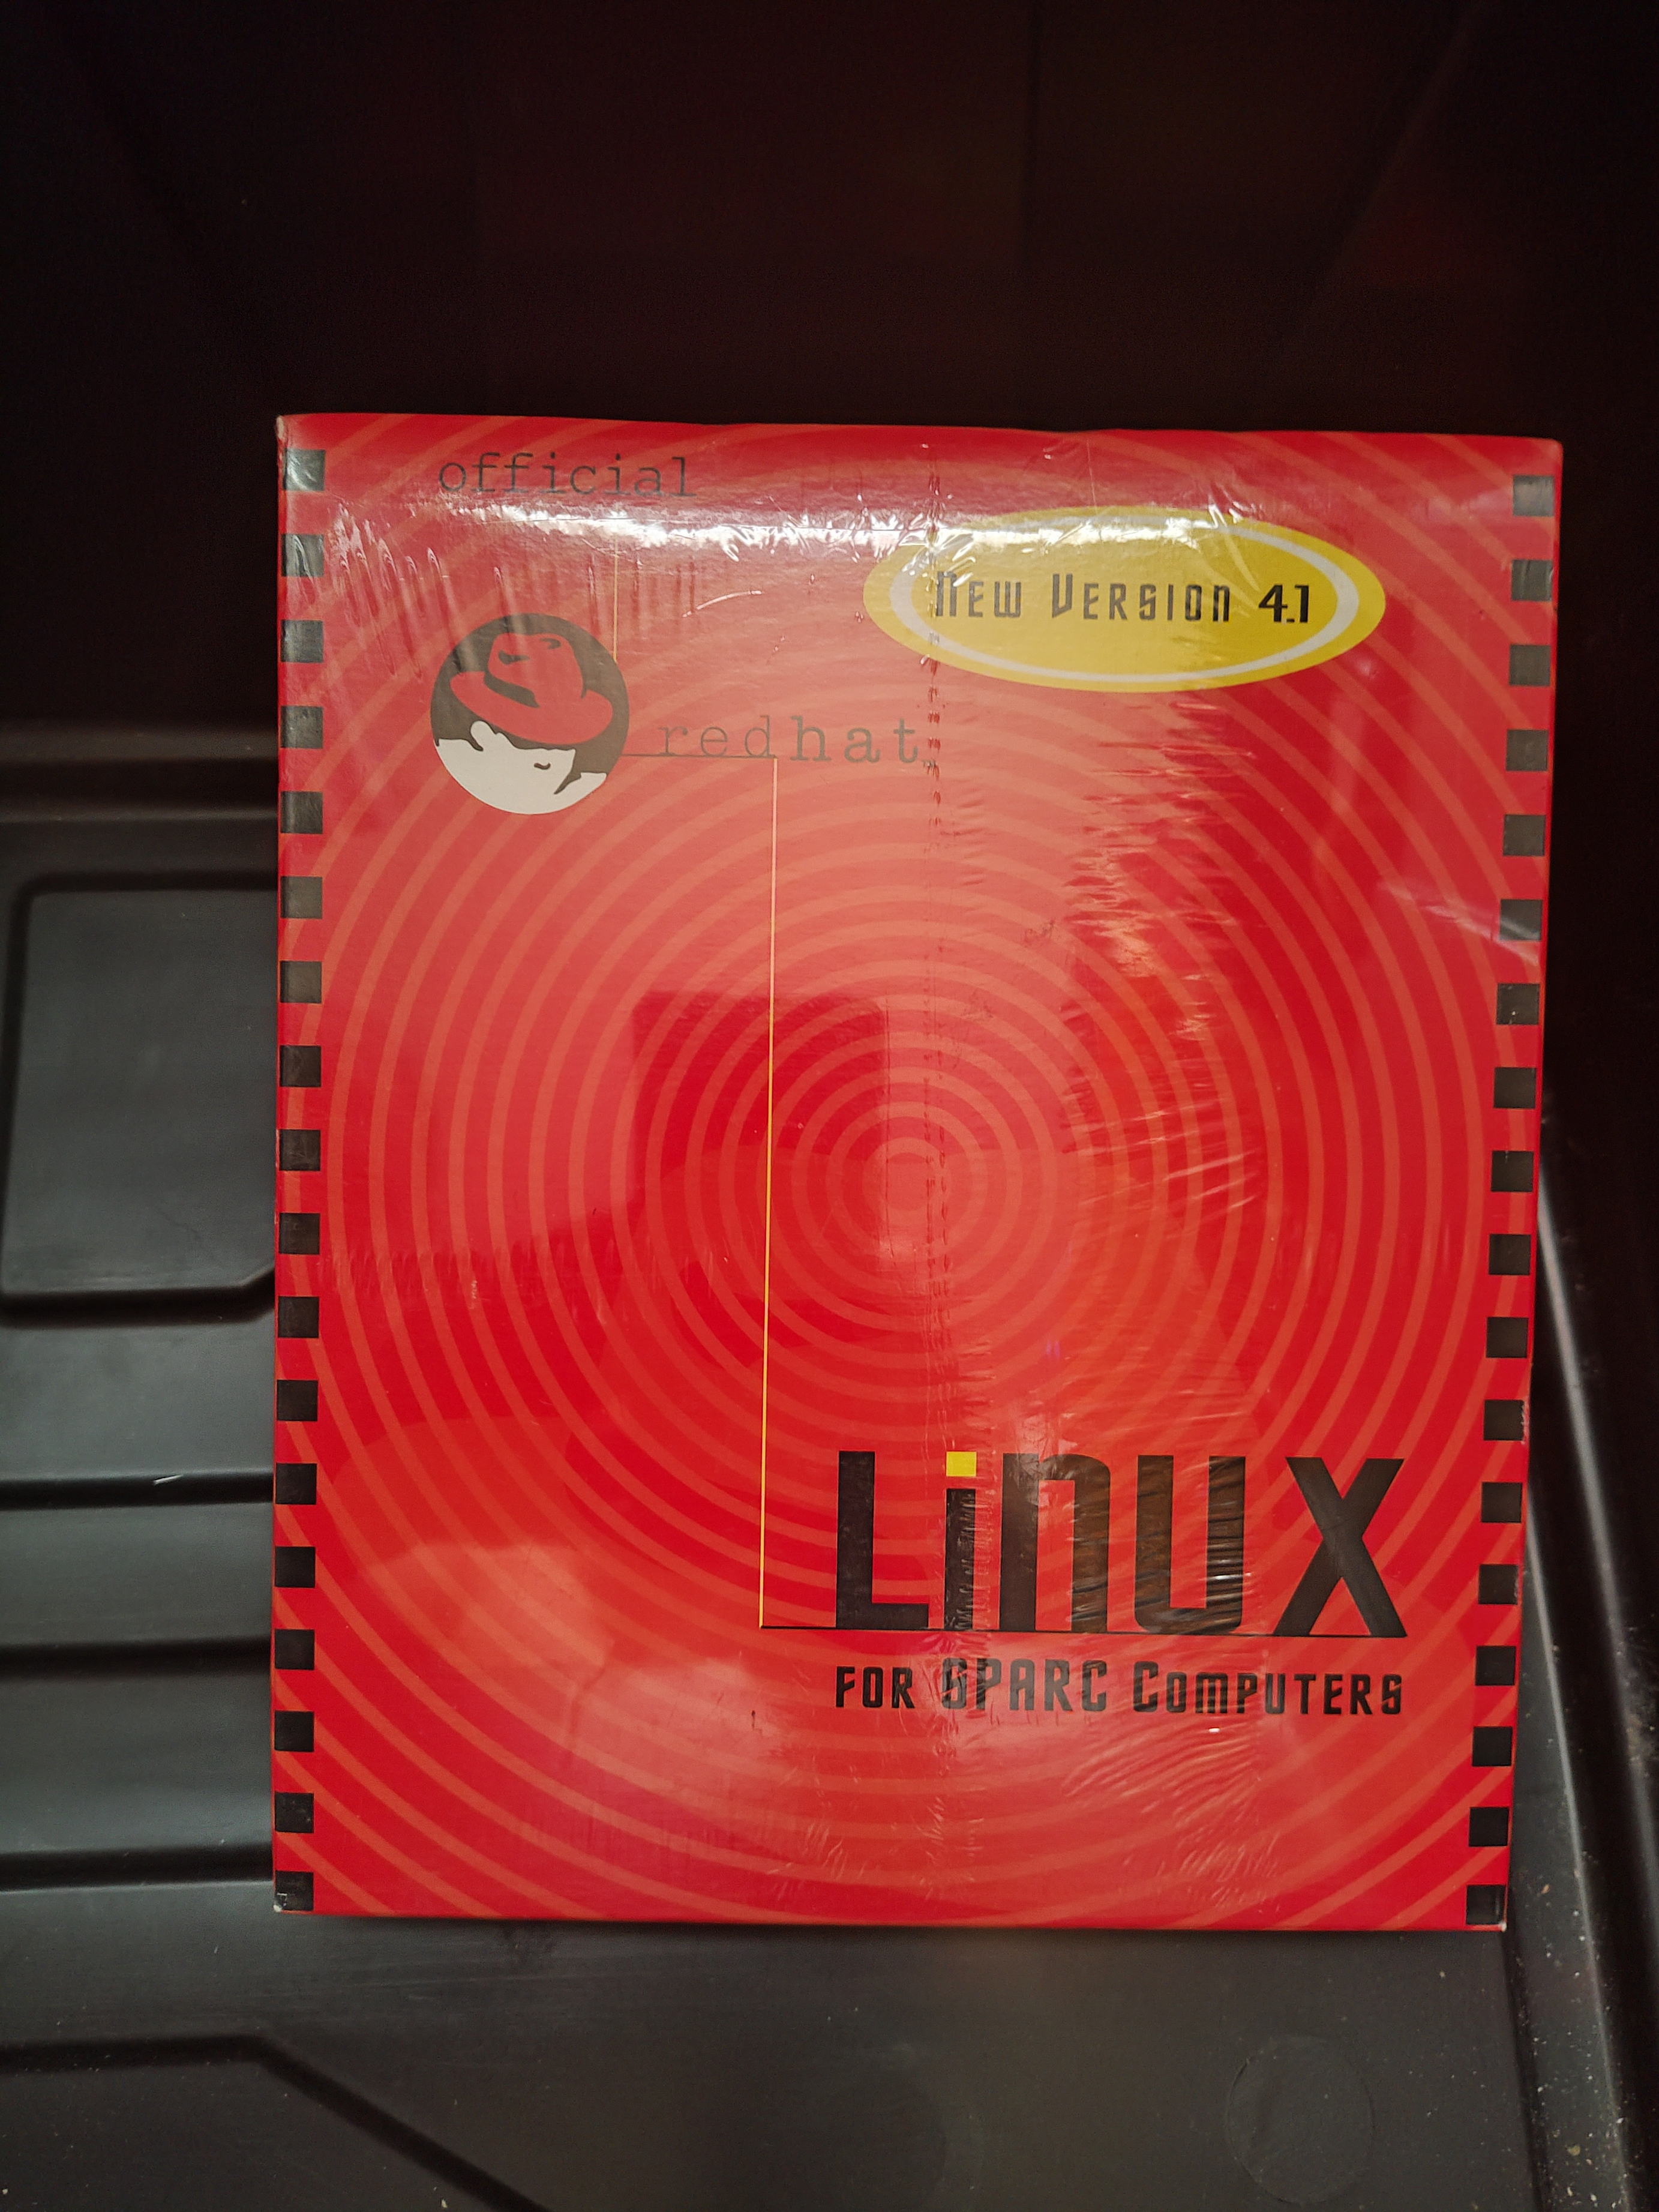 official
New Version 4.1
redhat
Linux
for SPARC Computers